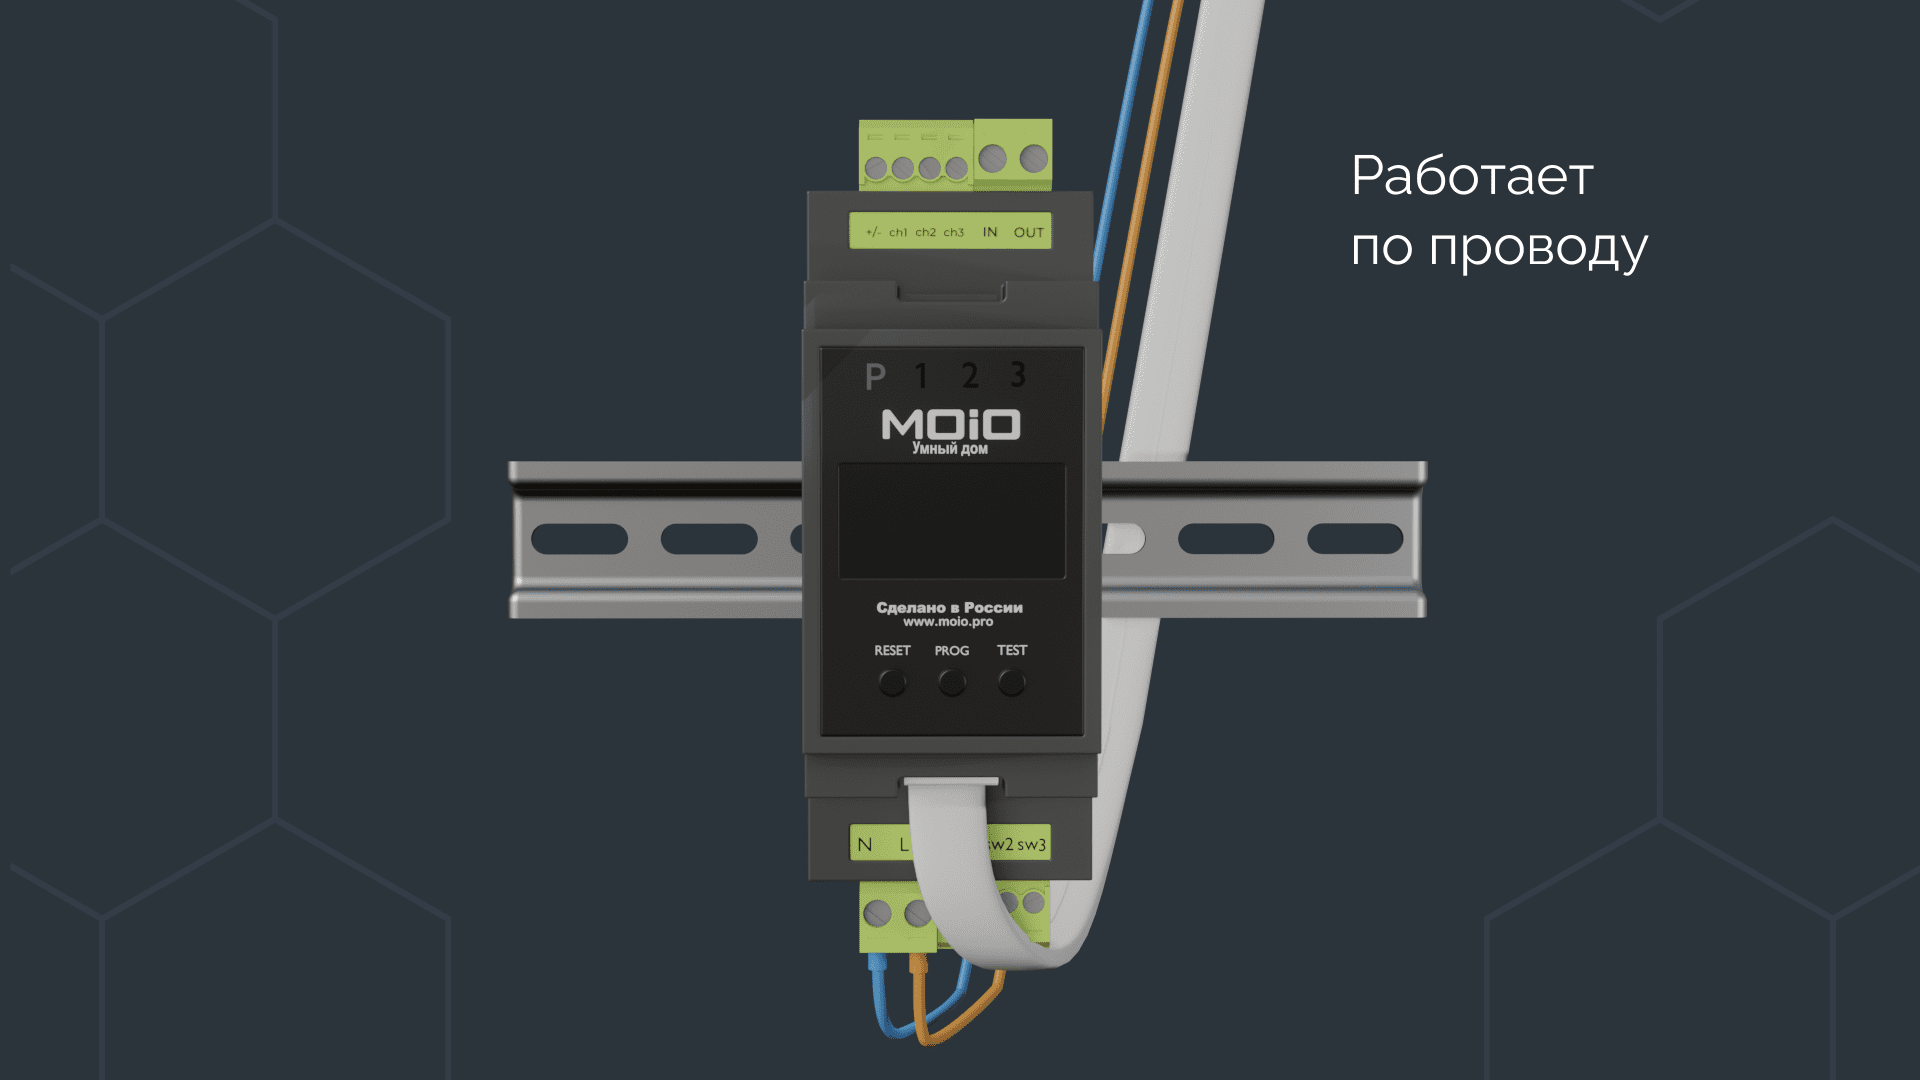 Работает
по проводу
+/- ch1 ch2 ch3 IN OUT
P 1 2 3
MOiO
Умный дом
Сделано в России
www.moio.pro
RESET PROG TEST
N L sw2 sw3